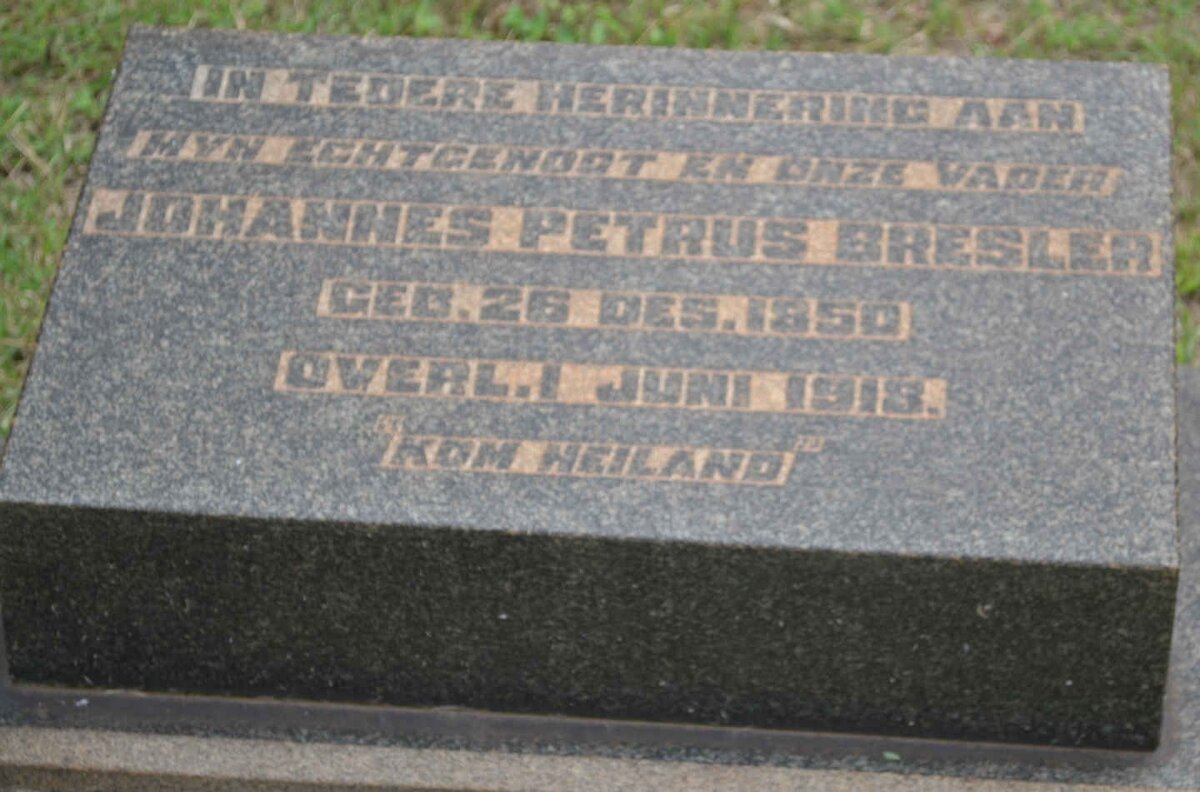 IN TEDERE HERINNERING AAN
MYN ECHTGENOOT EN ONZE VADER
JOHANNES PETRUS BRESLER
GEB. 26 DES. 1850
OVERL. 1 JUNI 1915.
"KOM HEILAND"